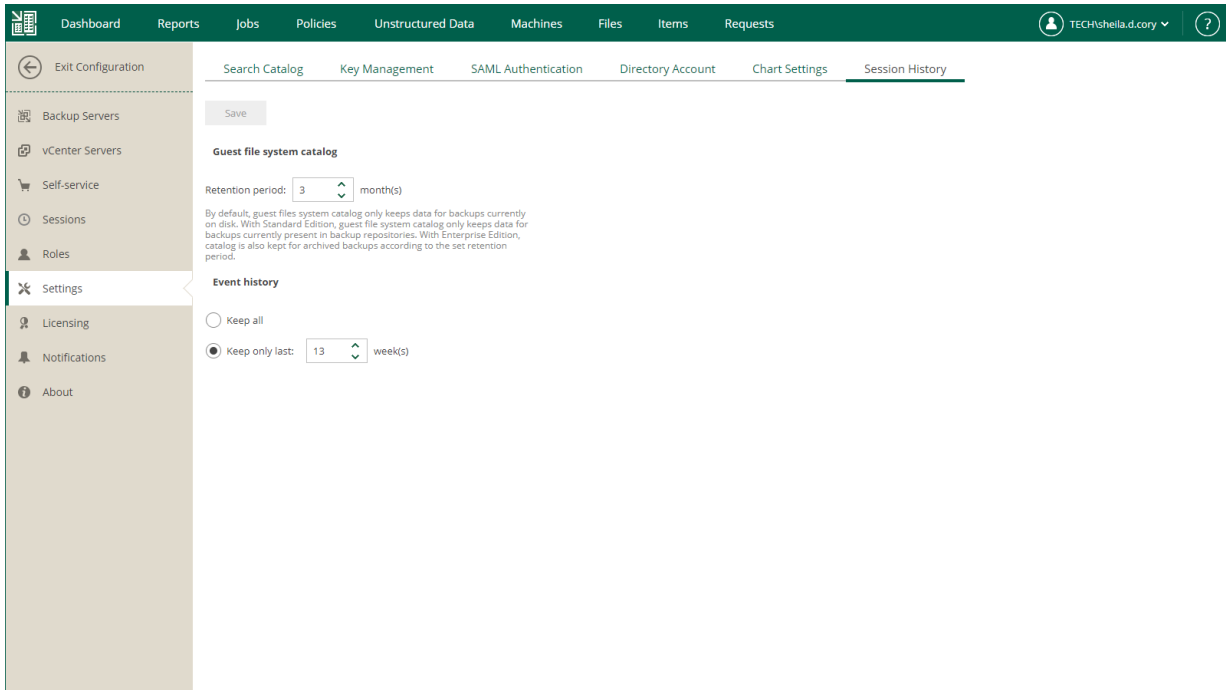 Dashboard Reports Jobs Policies Unstructured Data Machines Files Items Requests TECH\sheila.d.cory ?
Exit Configuration
Backup Servers
vCenter Servers
Self-service
Sessions
Roles
Settings
Licensing
Notifications
About
Search Catalog Key Management SAML Authentication Directory Account Chart Settings Session History
Save
Guest file system catalog
Retention period: 3 month(s)
By default, guest files system catalog only keeps data for backups currently
on disk. With Standard Edition, guest file system catalog only keeps data for
backups currently present in backup repositories. With Enterprise Edition,
catalog is also kept for archived backups according to the set retention
period.
Event history
Keep all
Keep only last: 13 week(s)